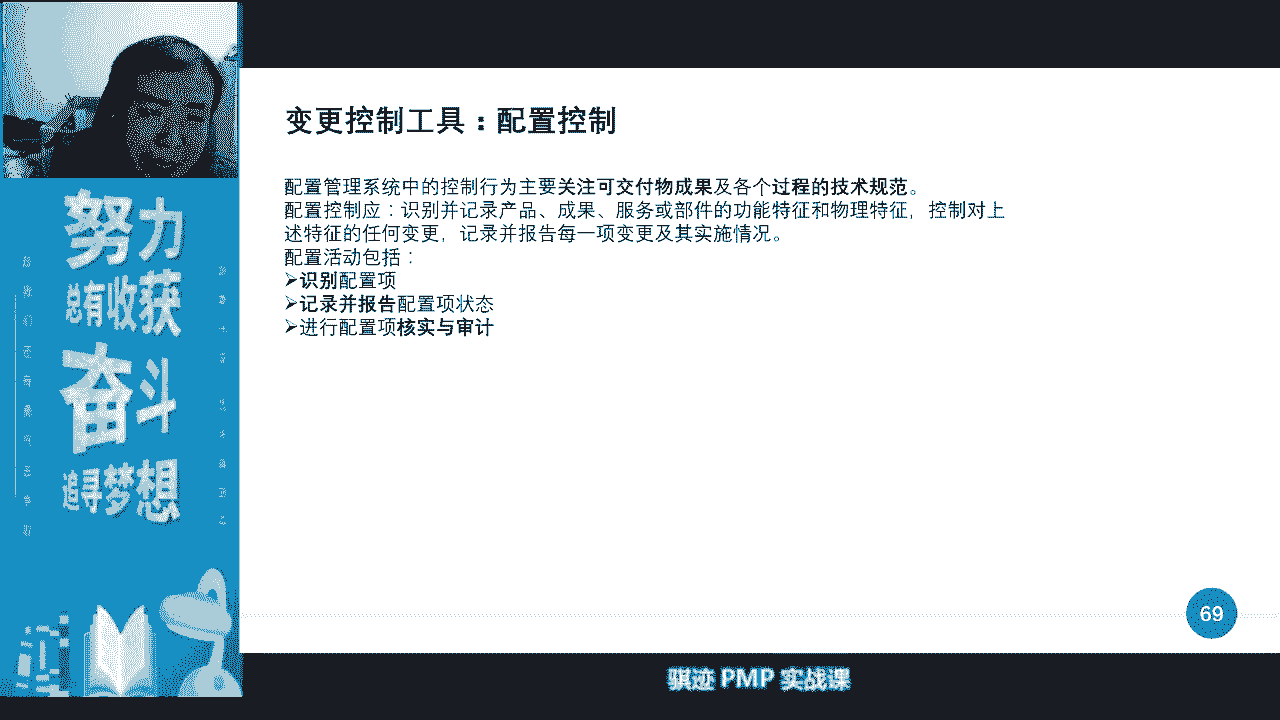 变更控制工具：配置控制
配置管理系统中的控制行为主要关注可交付物成果及各个过程的技术规范。
配置控制应：识别并记录产品、成果、服务或部件的功能特征和物理特征，控制对上
述特征的任何变更，记录并报告每一项变更及其实施情况。
配置活动包括：
➢识别配置项
➢记录并报告配置项状态
➢进行配置项核实与审计
努力
总有收获
奋斗
追寻梦想
69
骐迹 PMP 实战课